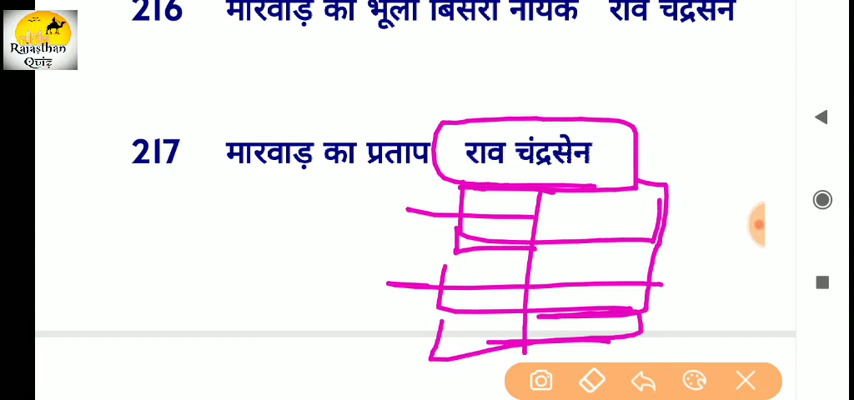 216 मारवाड़ का भूला बिसरा नायक राव चंद्रसेन
Rajasthan
Quiz
217 मारवाड़ का प्रताप राव चंद्रसेन